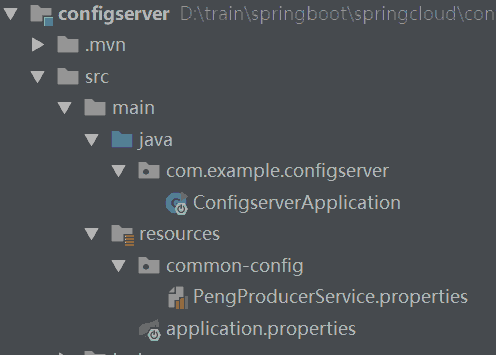 configserver D:\train\springboot\springcloud\con
.mvn
src
main
java
com.example.configserver
ConfigserverApplication
resources
common-config
PengProducerService.properties
application.properties